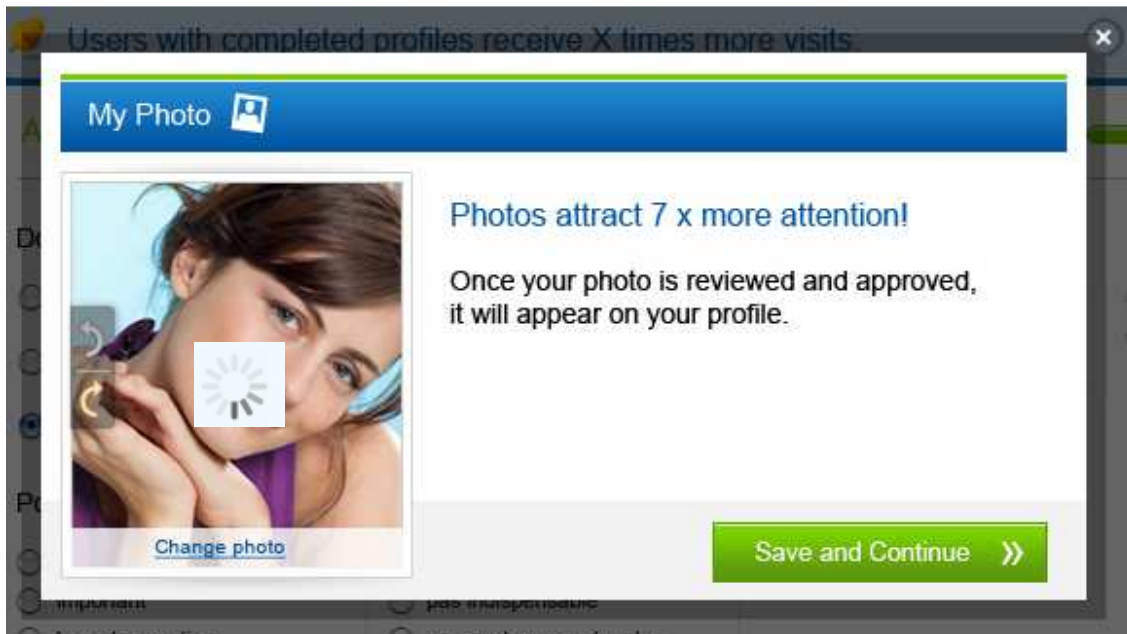 Users with completed profiles receive X times more visits.
My Photo
Photos attract 7 x more attention!
Once your photo is reviewed and approved,
it will appear on your profile.
Change photo
Save and Continue
important
pas indispensable